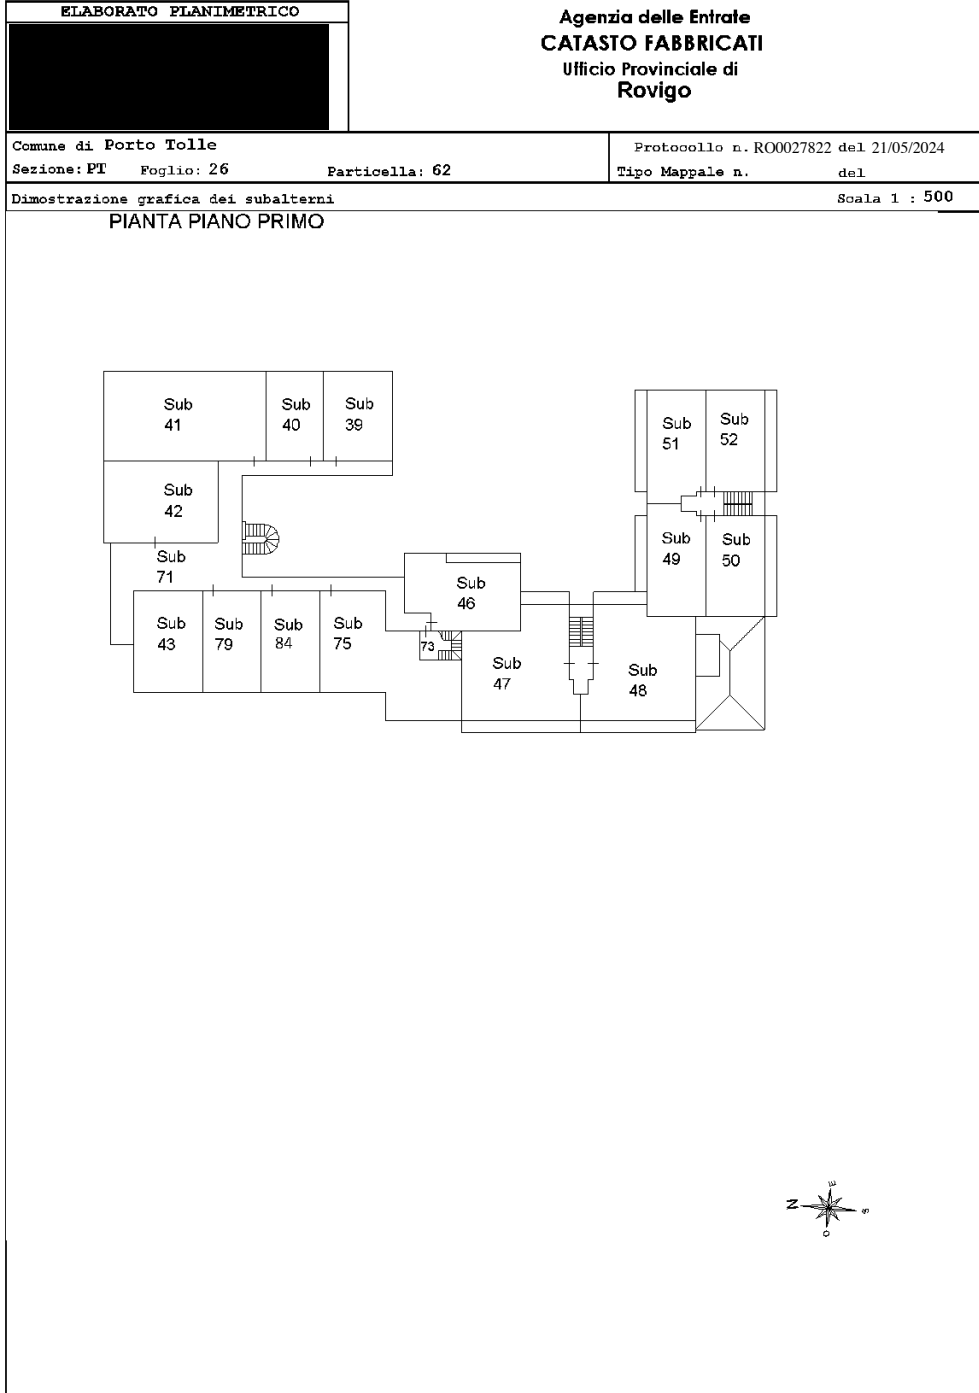 ELABORATO PLANIMETRICO
Agenzia delle Entrate
CATASTO FABBRICATI
Ufficio Provinciale di
Rovigo
Comune di Porto Tolle
Protocollo n. RO0027822 del 21/05/2024
Sezione: PT Foglio: 26 Particella: 62
Tipo Mappale n. del
Dimostrazione grafica dei subalterni
Scala 1 : 500
PIANTA PIANO PRIMO
Sub
41
Sub
40
Sub
39
Sub
51
Sub
52
Sub
42
Sub
49
Sub
50
Sub
71
Sub
46
Sub
43
Sub
79
Sub
84
Sub
75
73
Sub
47
Sub
48
E
N
S
O